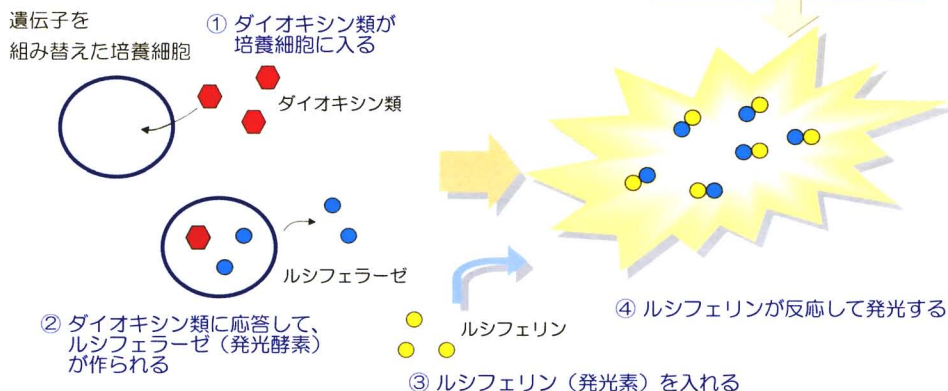 遺伝子を
組み替えた培養細胞
① ダイオキシン類が
培養細胞に入る
ダイオキシン類
ルシフェラーゼ
② ダイオキシン類に応答して、
ルシフェラーゼ（発光酵素）
が作られる
ルシフェリン
③ ルシフェリン（発光素）を入れる
④ ルシフェリンが反応して発光する